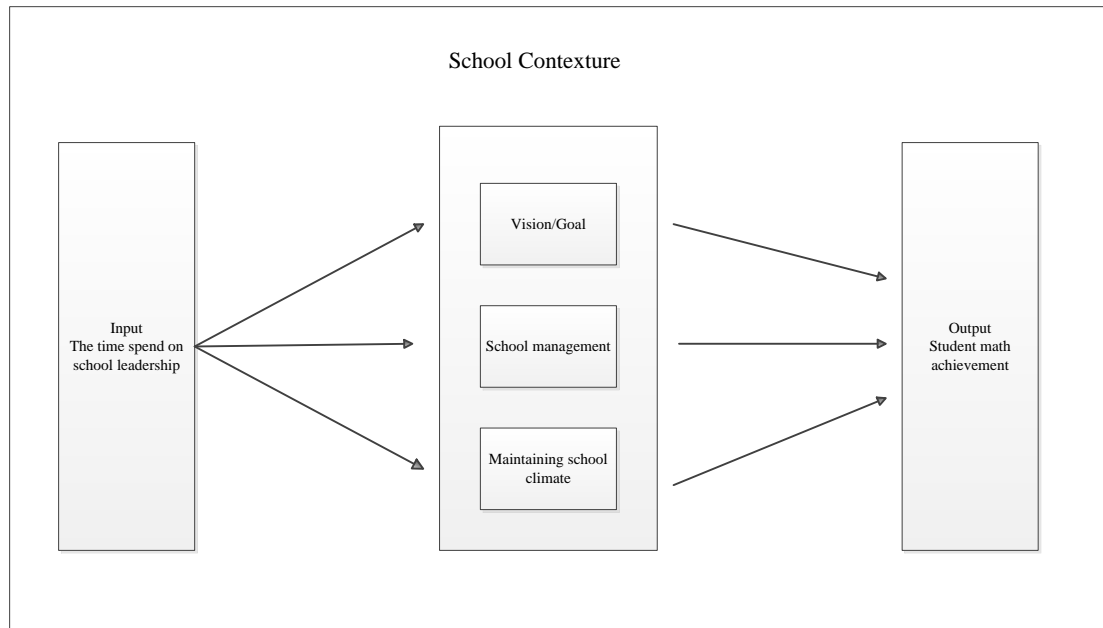 School Contexture
Input
The time spend on
school leadership
Vision/Goal
School management
Maintaining school
climate
Output
Student math
achievement